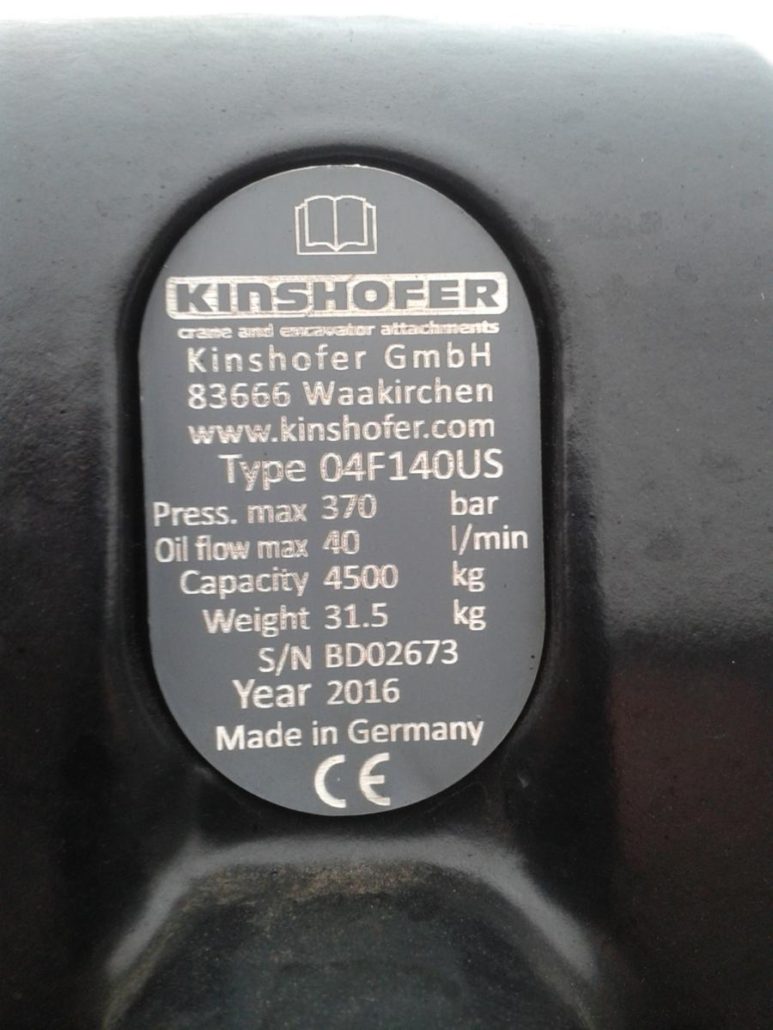 KINSHOFER
crane and excavator attachments
Kinshofer GmbH
83666 Waakirchen
www.kinshofer.com
Type 04F140US
Press. max 370 bar
Oil flow max 40 l/min
Capacity 4500 kg
Weight 31.5 kg
S/N BD02673
Year 2016
Made in Germany
CE